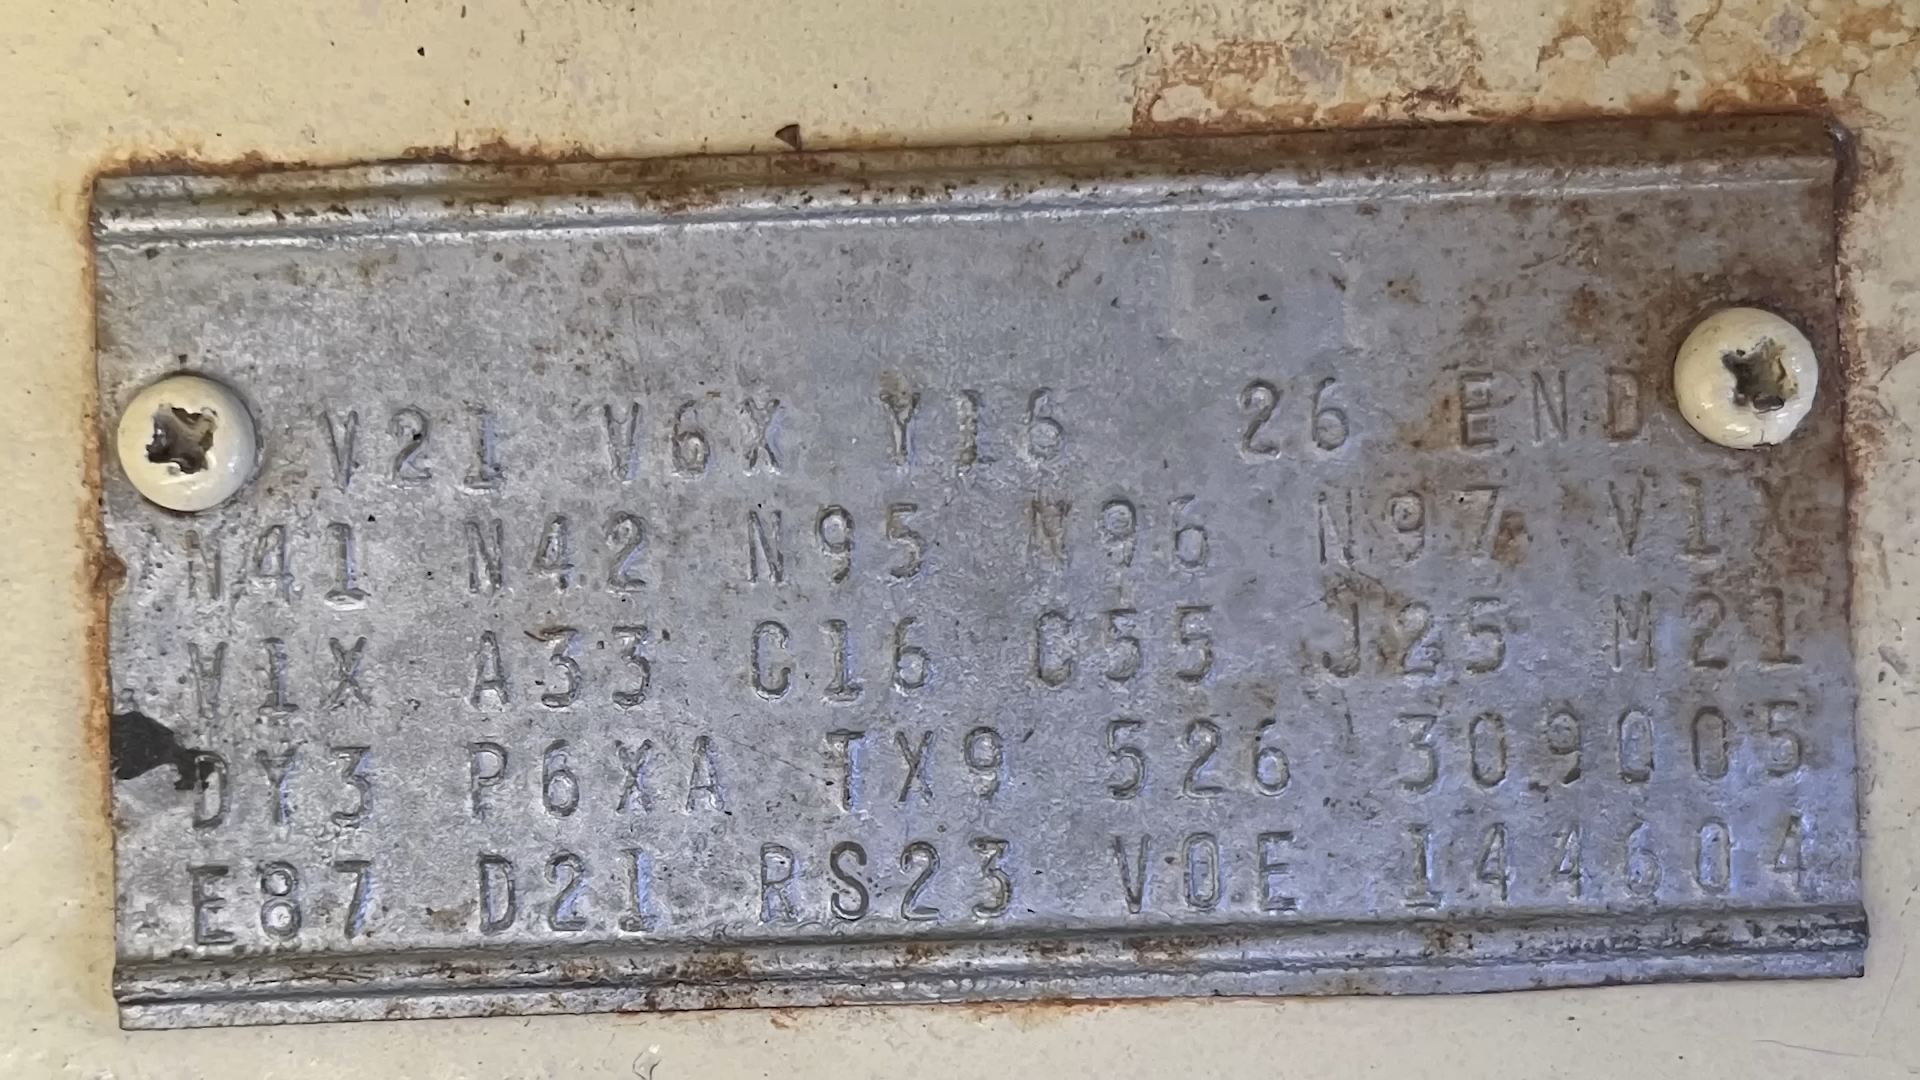 V21 V6X Y16 26 END
N41 N42 N95 N96 N97 V1X
V1X A33 C16 C55 J25 M21
DY3 P6XA TX9 526 309005
E87 D21 RS23 V0E 144604